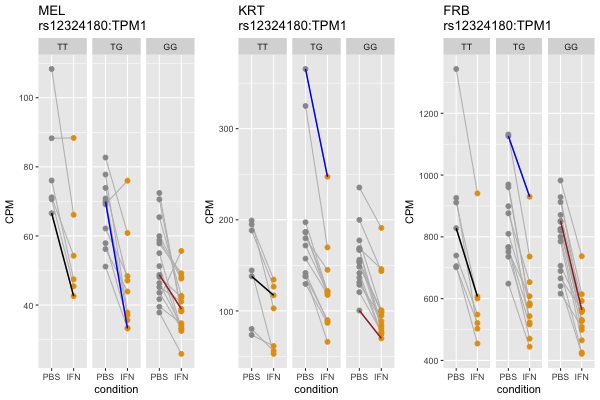 MEL
rs12324180:TPM1
TT TG GG
100
80
60
40
CPM
PBS IFN PBS IFN PBS IFN
condition
KRT
rs12324180:TPM1
TT TG GG
300
200
100
CPM
PBS IFN PBS IFN PBS IFN
condition
FRB
rs12324180:TPM1
TT TG GG
1200
1000
800
600
400
CPM
PBS IFN PBS IFN PBS IFN
condition